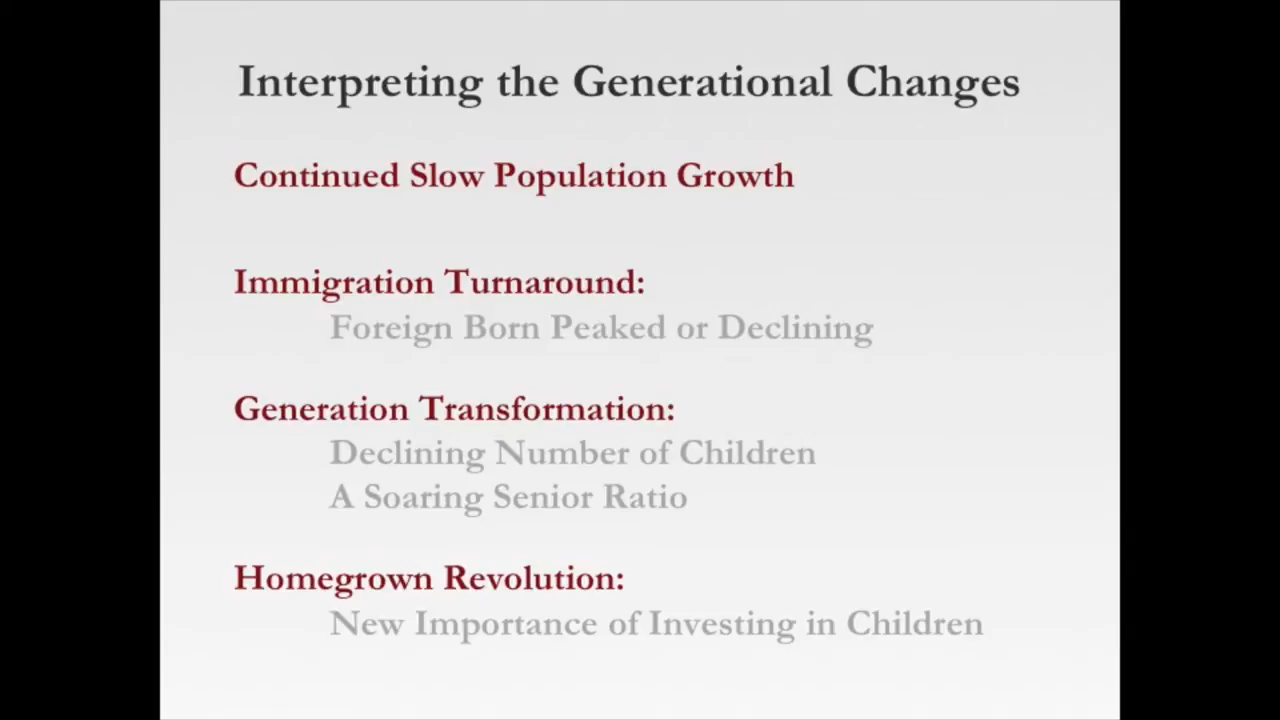 Interpreting the Generational Changes
Continued Slow Population Growth
Immigration Turnaround:
Foreign Born Peaked or Declining
Generation Transformation:
Declining Number of Children
A Soaring Senior Ratio
Homegrown Revolution:
New Importance of Investing in Children